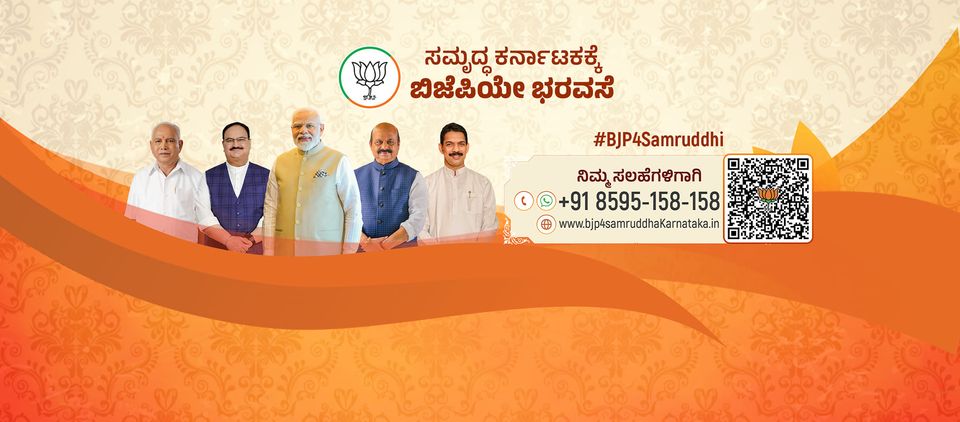 ಸಮೃದ್ಧ ಕರ್ನಾಟಕಕ್ಕೆ
ಬಿಜೆಪಿಯೇ ಭರವಸೆ
#BJP4Samruddhi
ನಿಮ್ಮ ಸಲಹೆಗಳಿಗಾಗಿ
+91 8595-158-158
www.bjp4samruddhaKarnataka.in